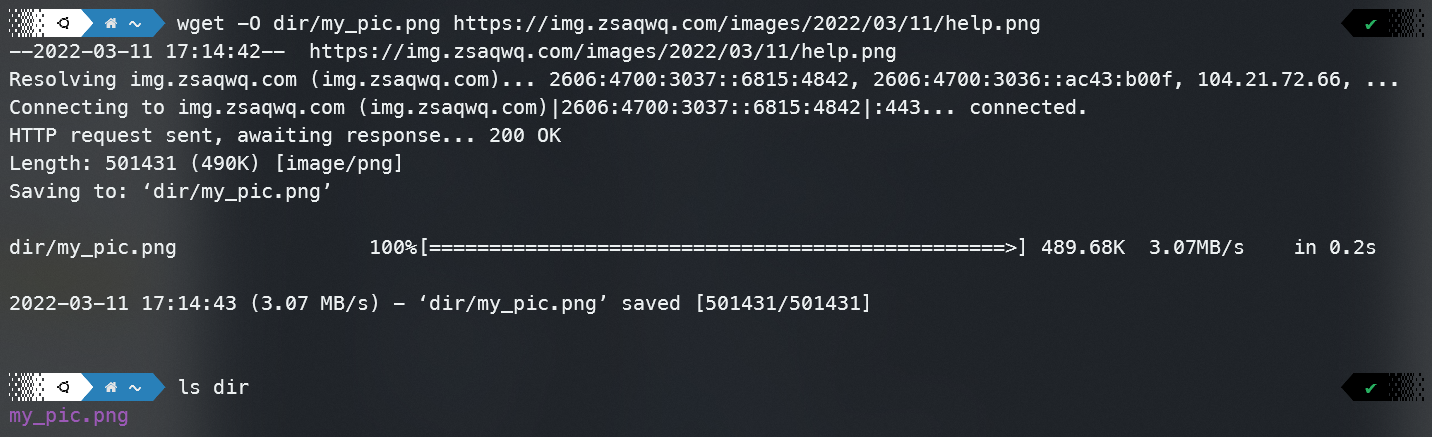 ~ wget -O dir/my_pic.png https://img.zsaqwq.com/images/2022/03/11/help.png ✔
--2022-03-11 17:14:42--  https://img.zsaqwq.com/images/2022/03/11/help.png
Resolving img.zsaqwq.com (img.zsaqwq.com)... 2606:4700:3037::6815:4842, 2606:4700:3036::ac43:b00f, 104.21.72.66, ...
Connecting to img.zsaqwq.com (img.zsaqwq.com)|2606:4700:3037::6815:4842|:443... connected.
HTTP request sent, awaiting response... 200 OK
Length: 501431 (490K) [image/png]
Saving to: ‘dir/my_pic.png’
dir/my_pic.png                100%[================================================>] 489.68K  3.07MB/s    in 0.2s
2022-03-11 17:14:43 (3.07 MB/s) - ‘dir/my_pic.png’ saved [501431/501431]
~ ls dir ✔
my_pic.png